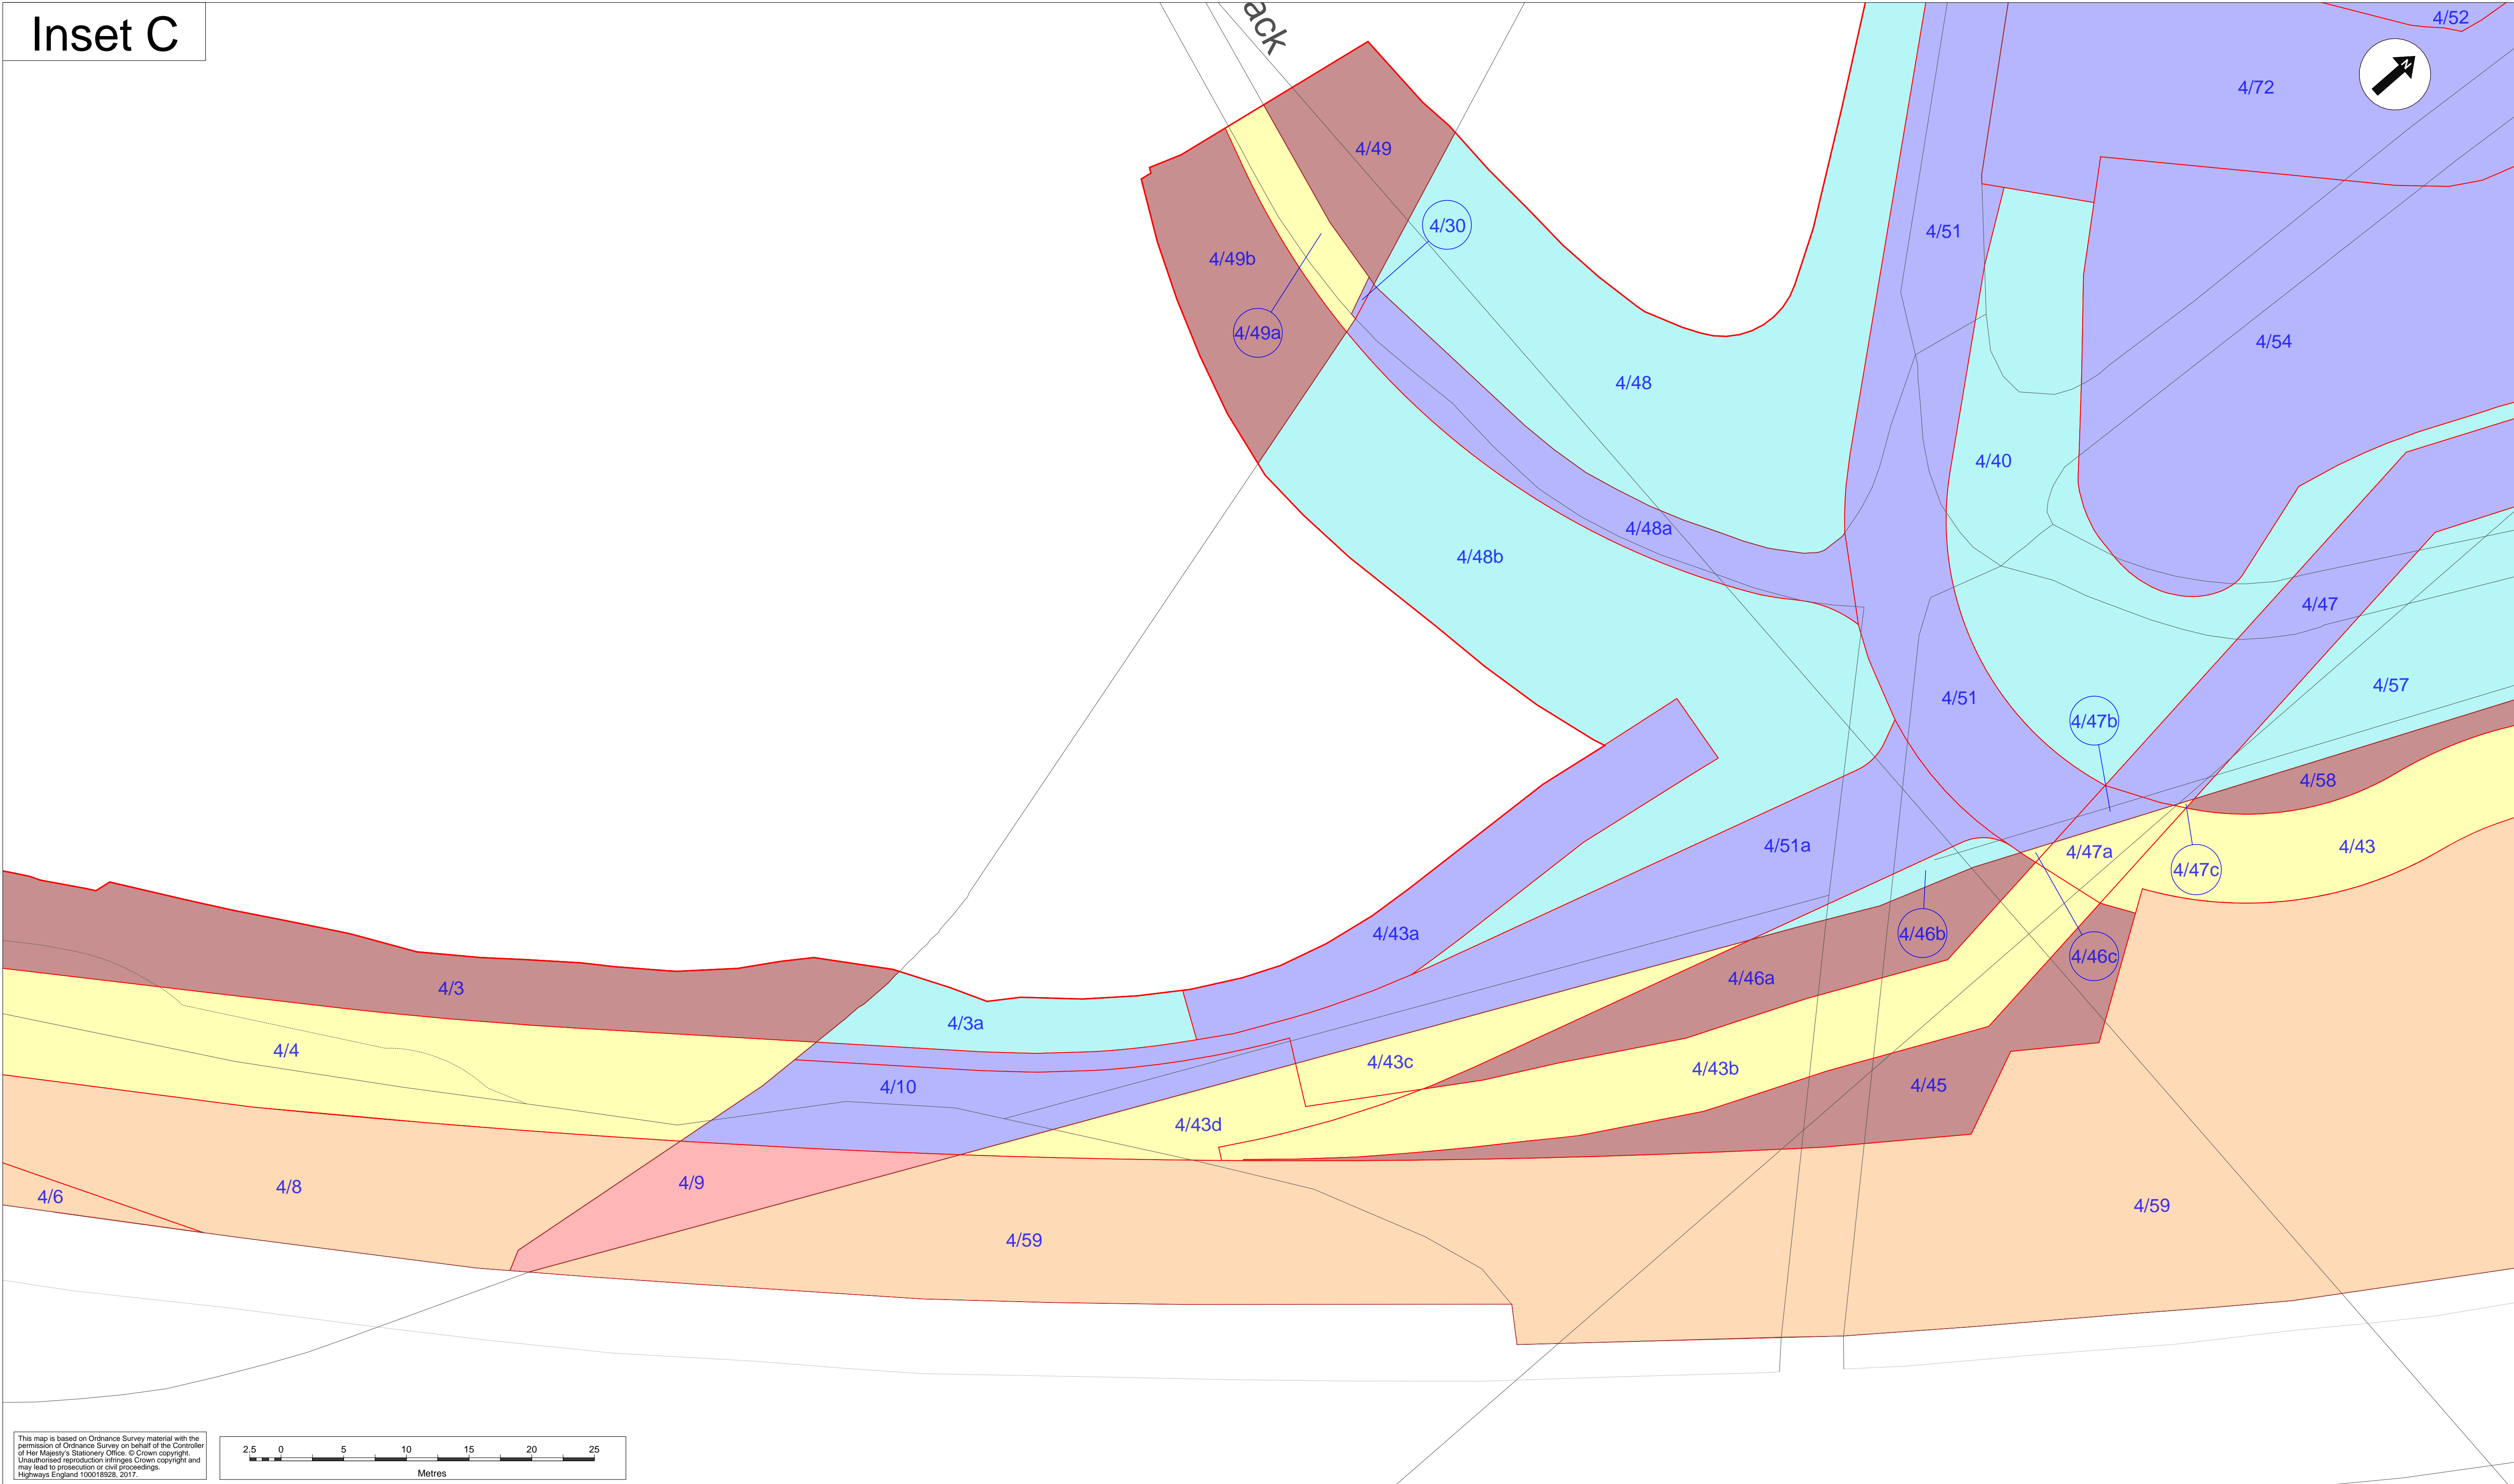 Inset C
ack
4/52
N
4/72
4/49
4/30
4/51
4/49b
4/49a
4/54
4/48
4/40
4/48a
4/48b
4/47
4/57
4/51
4/47b
4/58
4/51a
4/47a
4/43
4/47c
4/43a
4/46b
4/46c
4/46a
4/3
4/3a
4/4
4/43c
4/43b
4/10
4/45
4/43d
4/9
4/8
4/6
4/59
4/59
This map is based on Ordnance Survey material with the
permission of Ordnance Survey on behalf of the Controller
of Her Majesty's Stationery Office. © Crown copyright.
Unauthorised reproduction infringes Crown copyright and
may lead to prosecution or civil proceedings.
Highways England 100018928, 2017.
2.5 0 5 10 15 20 25
Metres